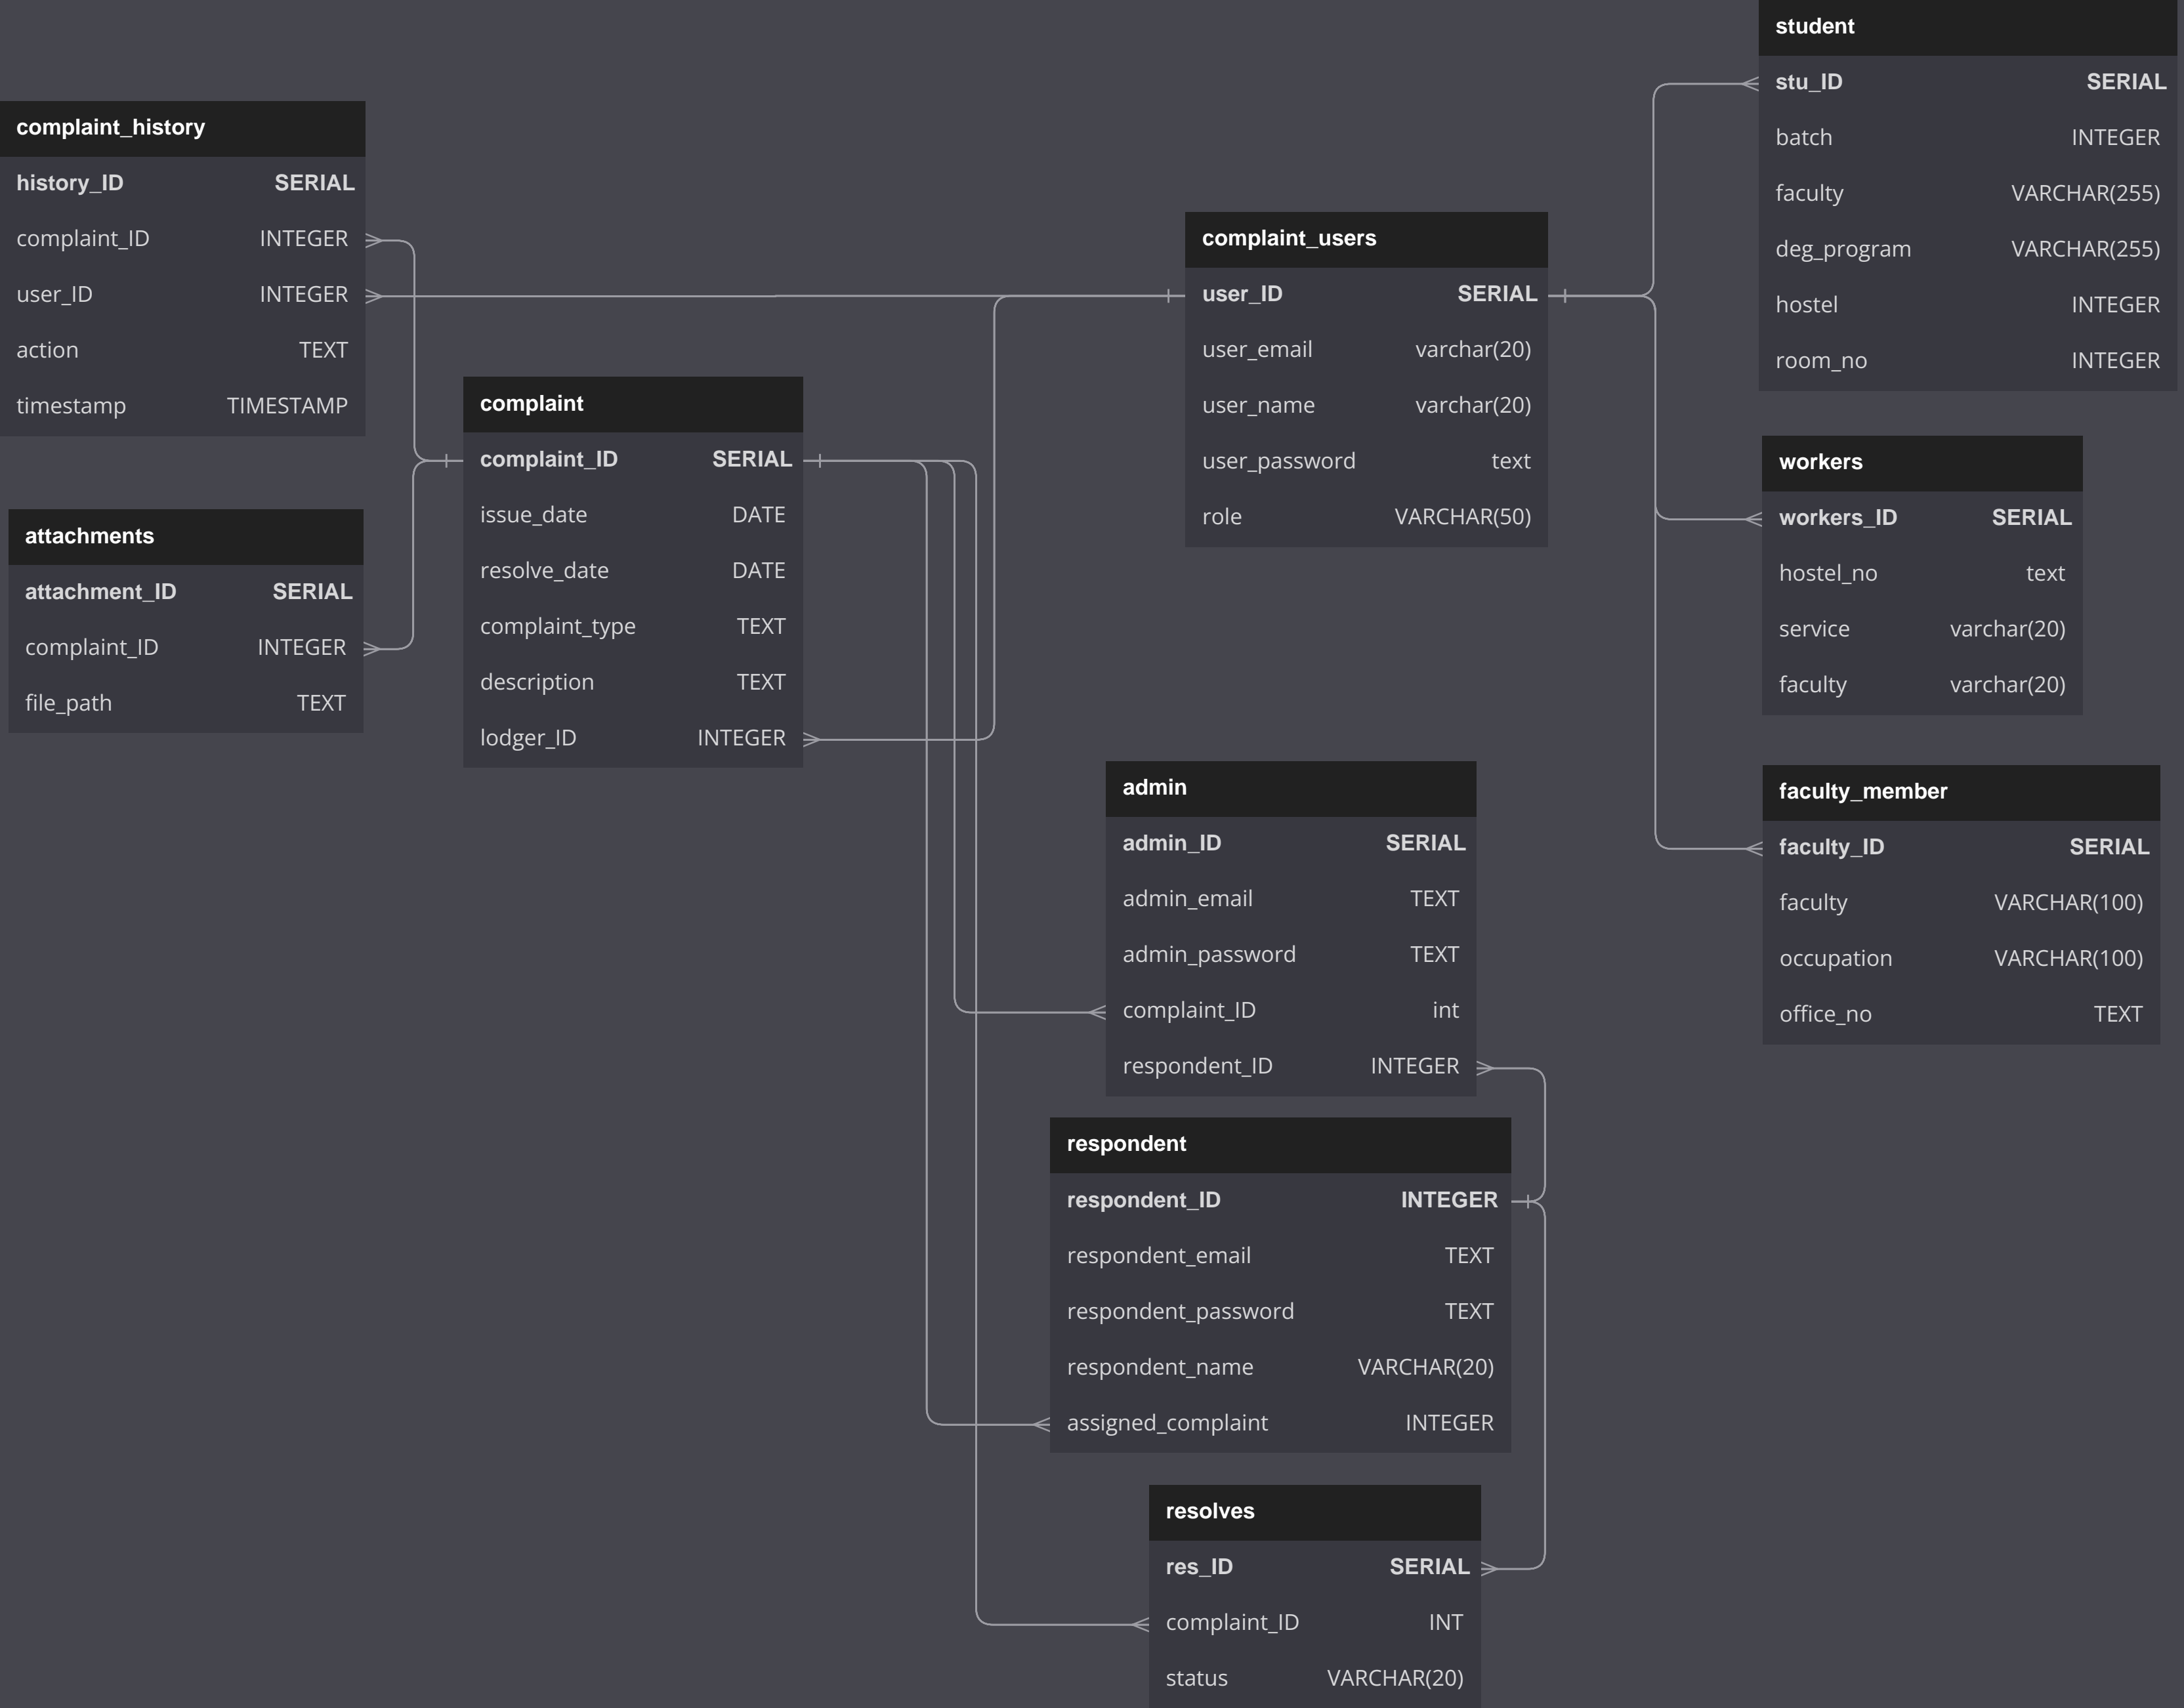 complaint_history
history_ID SERIAL
complaint_ID INTEGER
user_ID INTEGER
action TEXT
timestamp TIMESTAMP
attachments
attachment_ID SERIAL
complaint_ID INTEGER
file_path TEXT
complaint
complaint_ID SERIAL
issue_date DATE
resolve_date DATE
complaint_type TEXT
description TEXT
lodger_ID INTEGER
complaint_users
user_ID SERIAL
user_email varchar(20)
user_name varchar(20)
user_password text
role VARCHAR(50)
student
stu_ID SERIAL
batch INTEGER
faculty VARCHAR(255)
deg_program VARCHAR(255)
hostel INTEGER
room_no INTEGER
workers
workers_ID SERIAL
hostel_no text
service varchar(20)
faculty varchar(20)
faculty_member
faculty_ID SERIAL
faculty VARCHAR(100)
occupation VARCHAR(100)
office_no TEXT
admin
admin_ID SERIAL
admin_email TEXT
admin_password TEXT
complaint_ID int
respondent_ID INTEGER
respondent
respondent_ID INTEGER
respondent_email TEXT
respondent_password TEXT
respondent_name VARCHAR(20)
assigned_complaint INTEGER
resolves
res_ID SERIAL
complaint_ID INT
status VARCHAR(20)